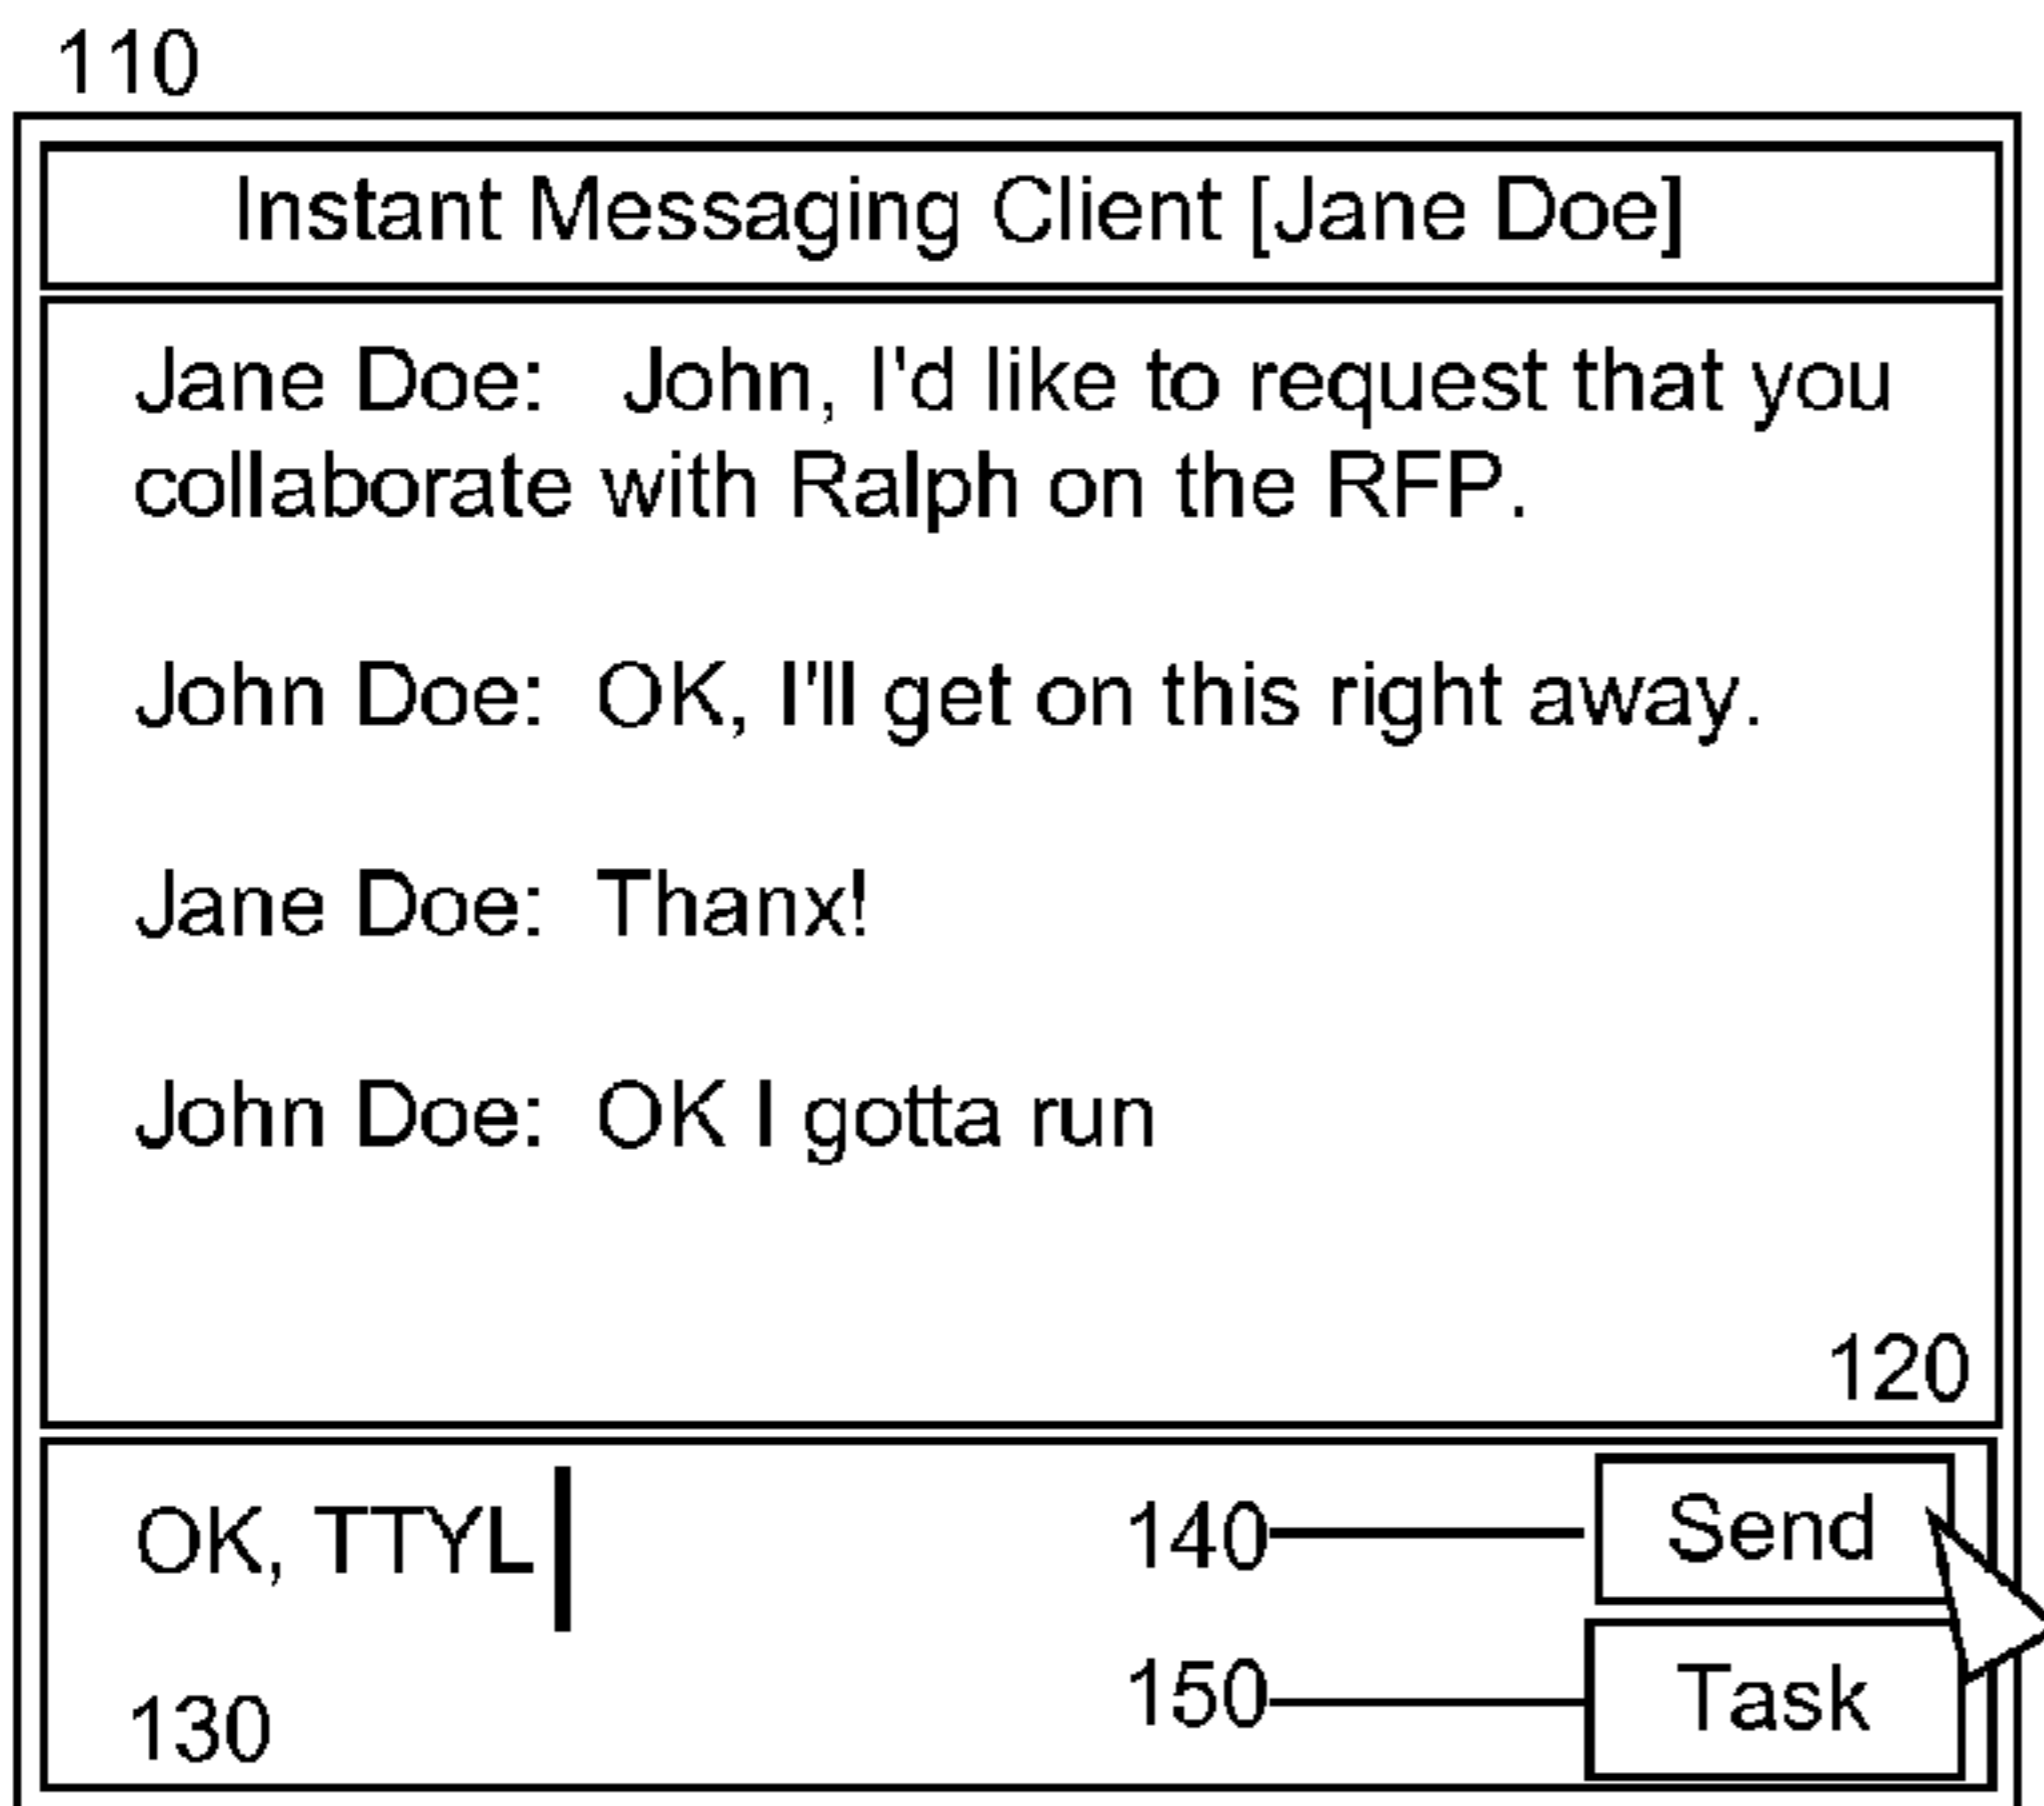 110
Instant Messaging Client [Jane Doe]
Jane Doe: John, I'd like to request that you
collaborate with Ralph on the RFP.
John Doe: OK, I'll get on this right away.
Jane Doe: Thanx!
John Doe: OK I gotta run
120
OK, TTYL
140 Send
130
150 Task